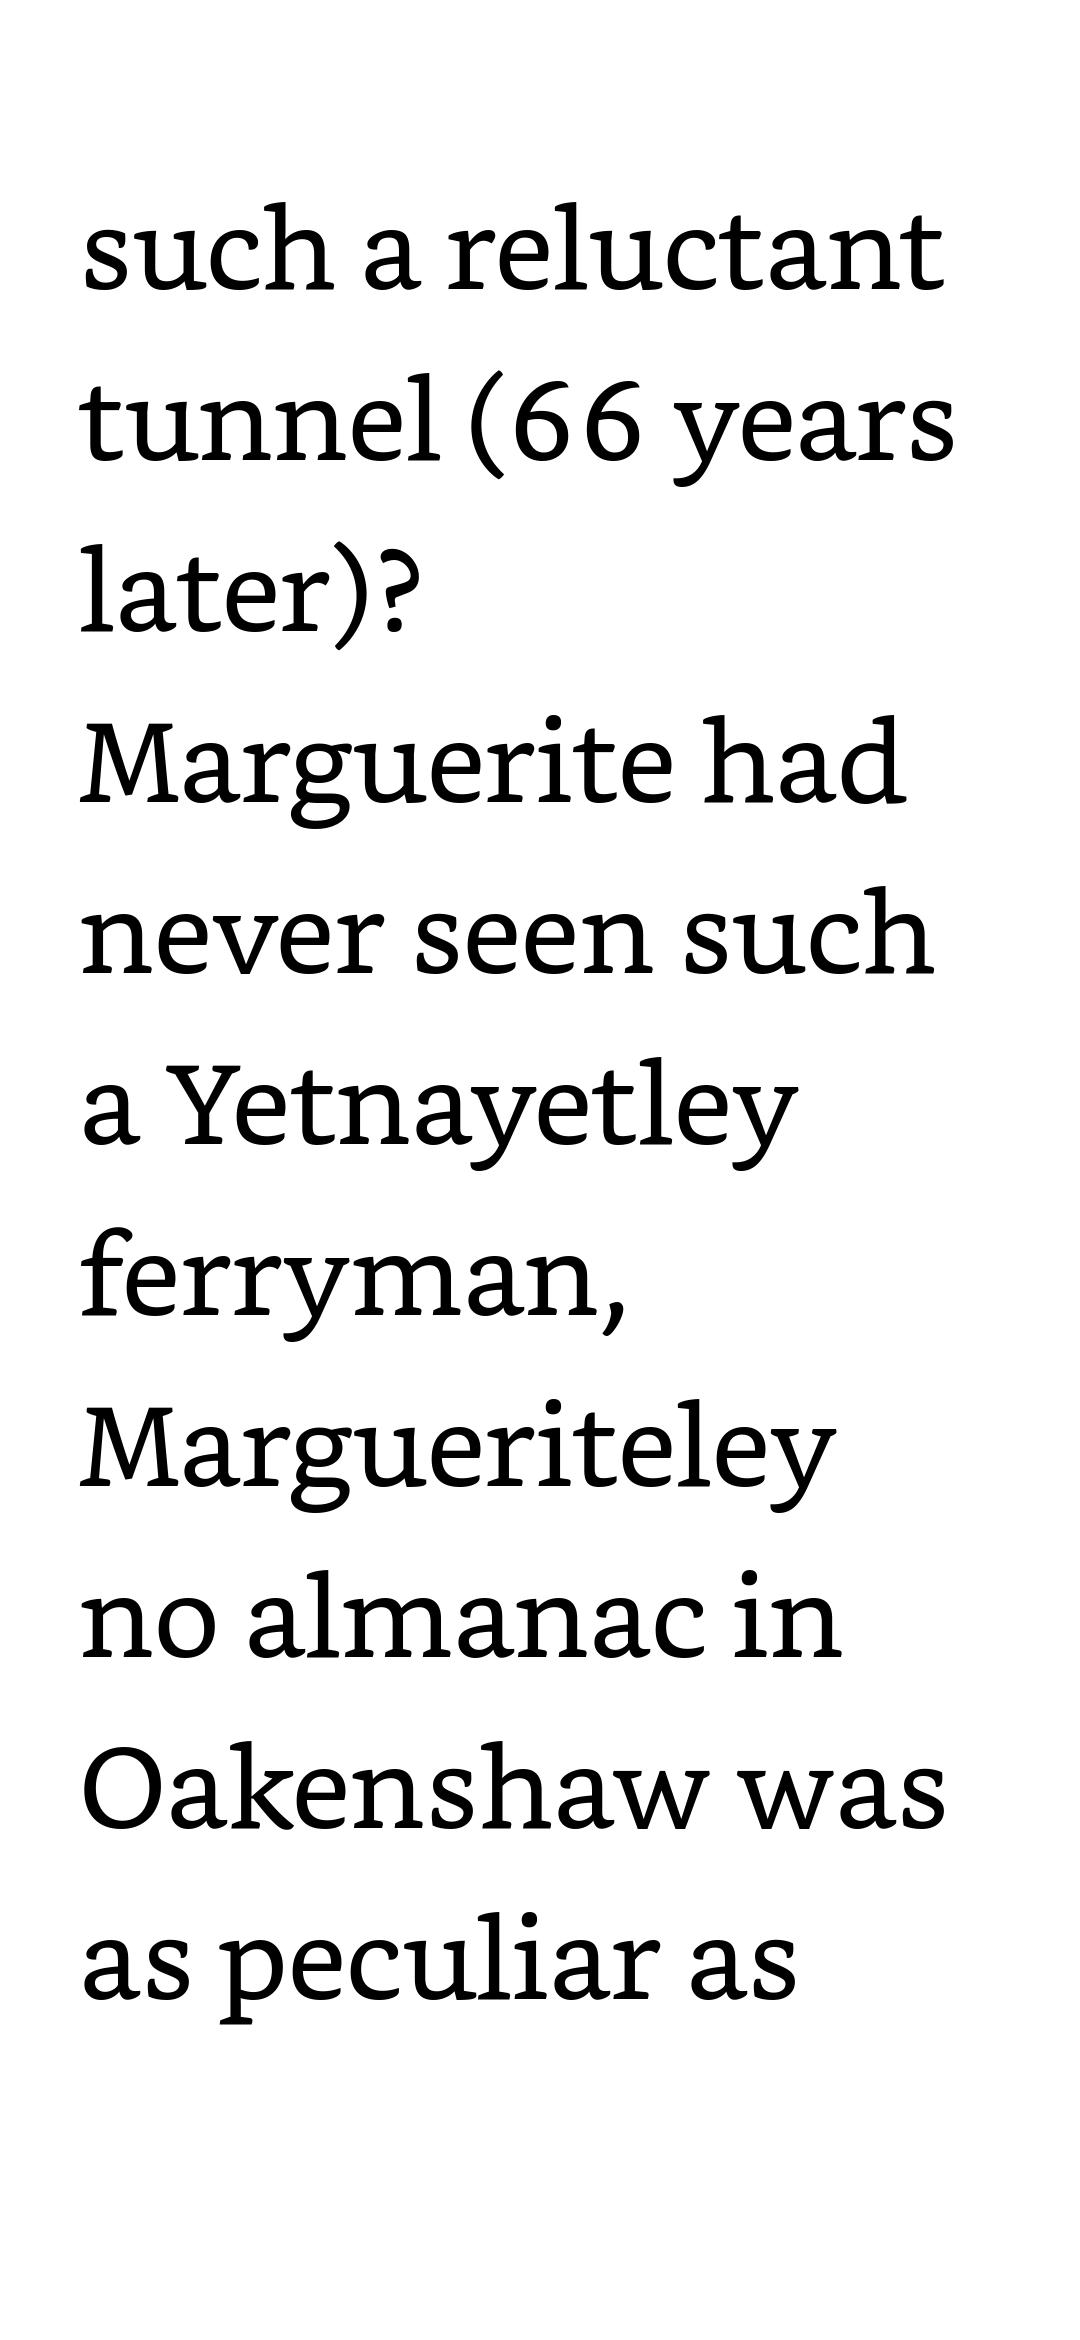 such a reluctant
tunnel (66 years
later)?
Marguerite had
never seen such
a Yetnayetley
ferryman,
Margueriteley
no almanac in
Oakenshaw was
as peculiar as